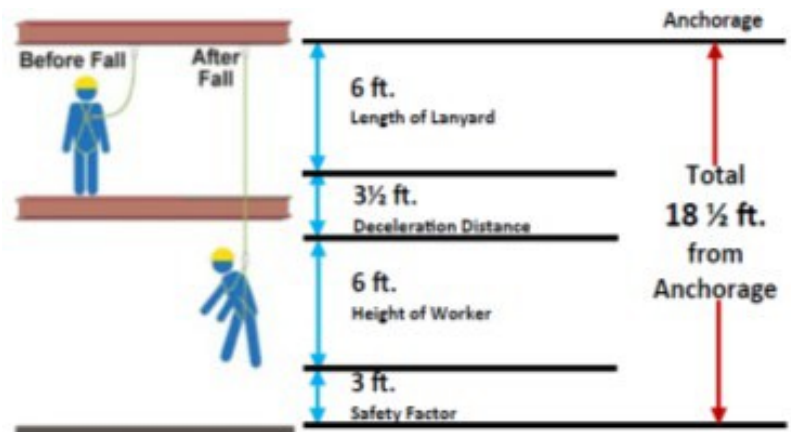 Anchorage
Before Fall
After
Fall
6 ft.
Length of Lanyard
3½ ft.
Deceleration Distance
6 ft.
Height of Worker
3 ft.
Safety Factor
Total
18 ½ ft.
from
Anchorage